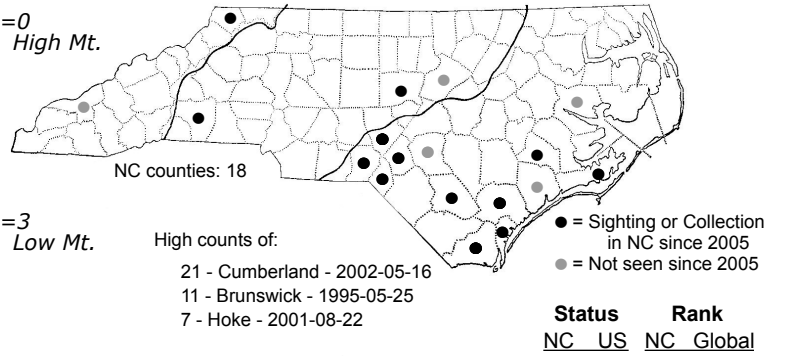 =0
High Mt.
NC counties: 18
=3
Low Mt.
High counts of:
21 - Cumberland - 2002-05-16
11 - Brunswick - 1995-05-25
7 - Hoke - 2001-08-22
● = Sighting or Collection
in NC since 2005
● = Not seen since 2005
Status Rank
NC US NC Global